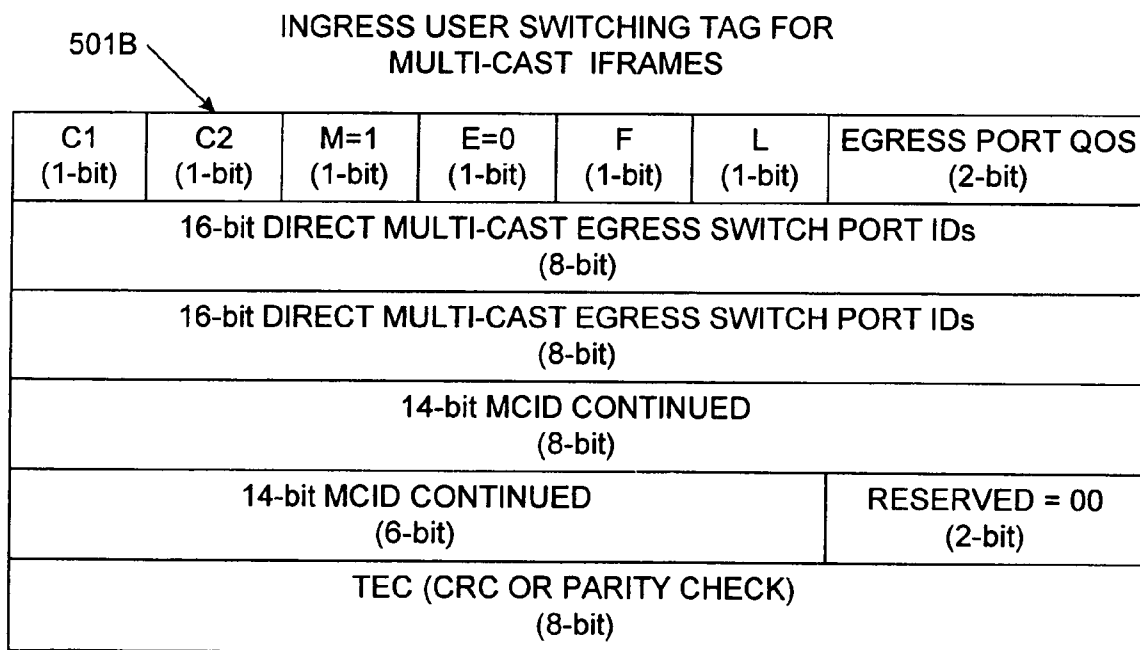 INGRESS USER SWITCHING TAG FOR
MULTI-CAST IFRAMES
501B
C1 C2 M=1 E=0 F L EGRESS PORT QOS
(1-bit) (1-bit) (1-bit) (1-bit) (1-bit) (1-bit) (2-bit)
16-bit DIRECT MULTI-CAST EGRESS SWITCH PORT IDs
(8-bit)
16-bit DIRECT MULTI-CAST EGRESS SWITCH PORT IDs
(8-bit)
14-bit MCID CONTINUED
(8-bit)
14-bit MCID CONTINUED RESERVED = 00
(6-bit) (2-bit)
TEC (CRC OR PARITY CHECK)
(8-bit)